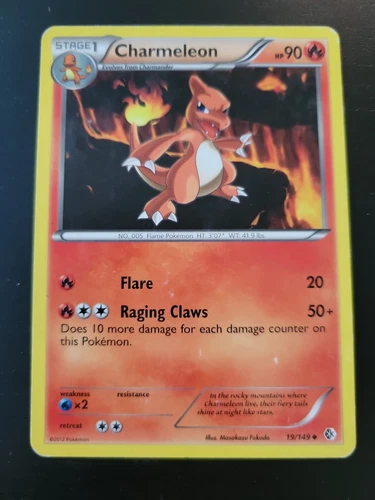 STAGE1 Charmeleon HP 90
Evolves from Charmander
NO. 005 Flame Pokémon HT: 3'07" WT: 41.9 lbs.
Flare 20
Raging Claws 50+
Does 10 more damage for each damage counter on
this Pokémon.
weakness resistance
×2
retreat
In the rocky mountains where
Charmeleon live, their fiery tails
shine at night like stars.
©2012 Pokémon
Illus. Masakazu Fukuda 19/149